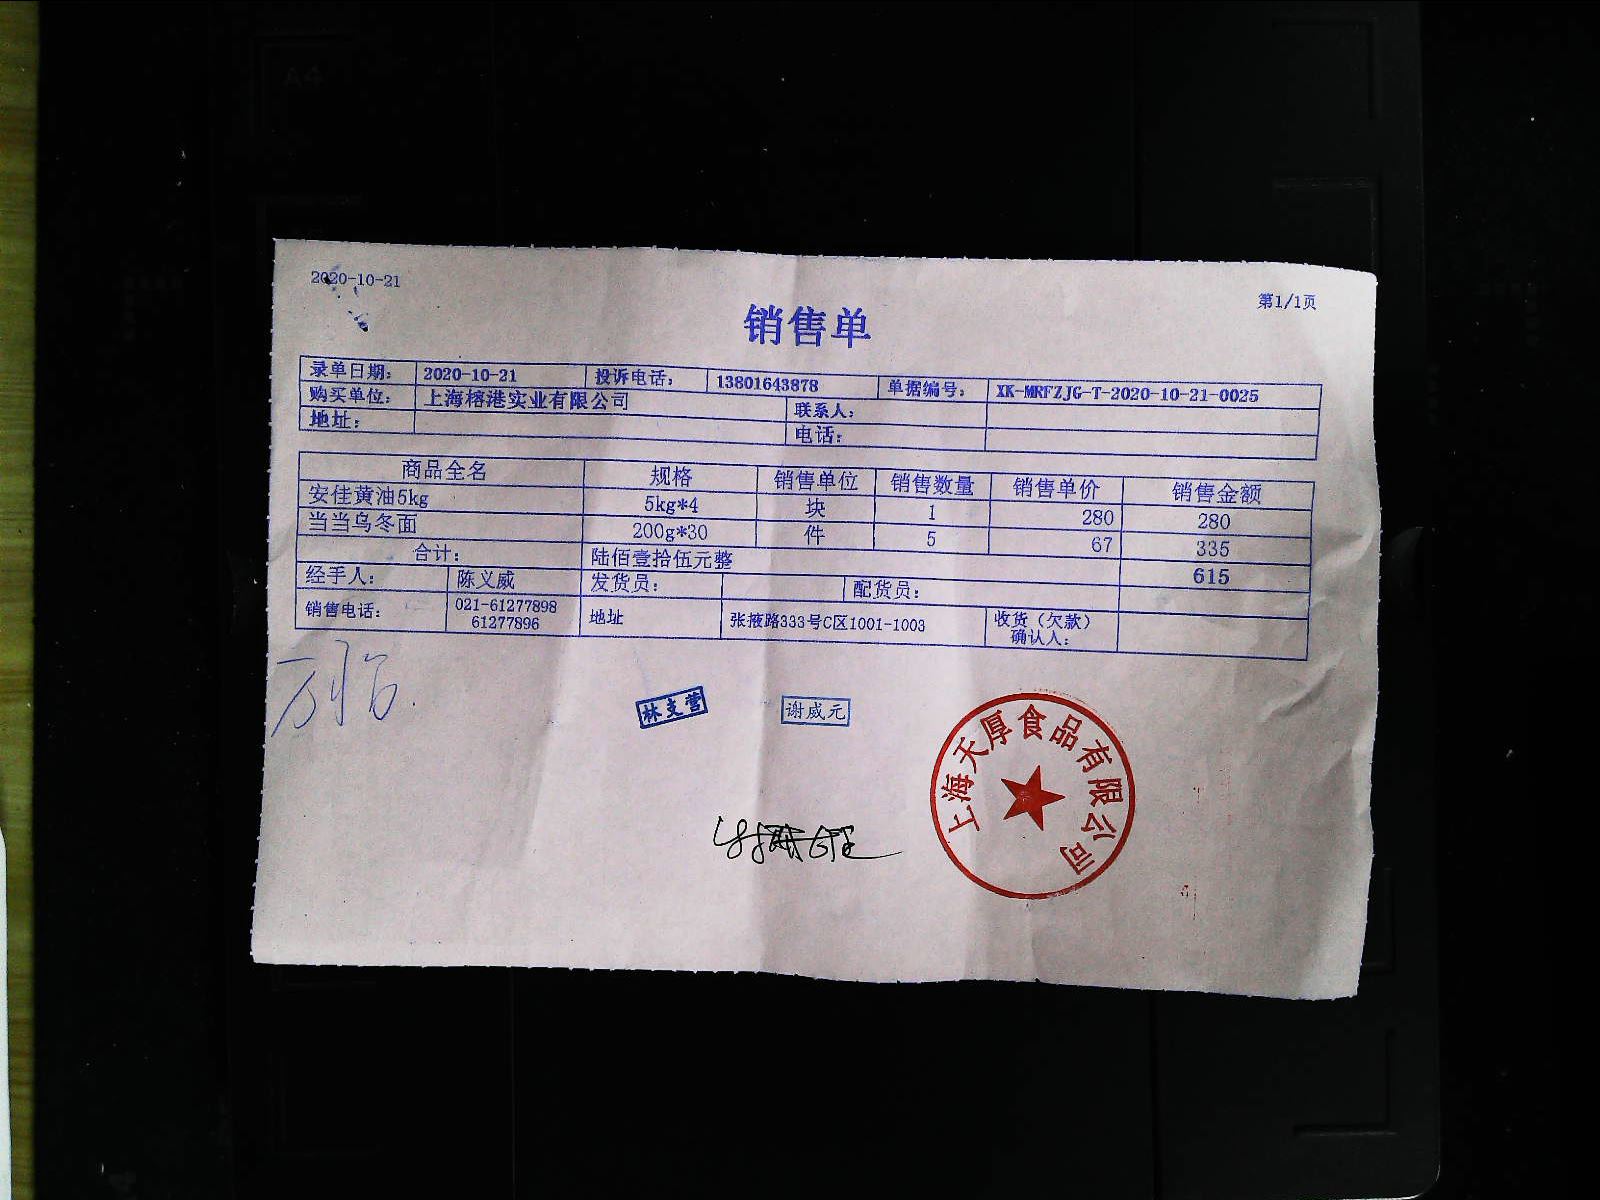 A4
2020-10-21
第1/1页
销售单
录单日期： 2020-10-21 投诉电话： 13801643878 单据编号： XK-MRFZJG-T-2020-10-21-0025
购买单位： 上海榕港实业有限公司 联系人：
地址： 电话：
商品全名 规格 销售单位 销售数量 销售单价 销售金额
安佳黄油5kg 5kg*4 块 1 280 280
当当乌冬面 200g*30 件 5 67 335
合计： 陆佰壹拾伍元整 615
经手人： 陈义威 发货员： 配货员：
销售电话： 021-61277898 61277896 地址 张掖路333号C区1001-1003 收货（欠款）确认人：
林支营
谢威元
上海天厚食品有限公司